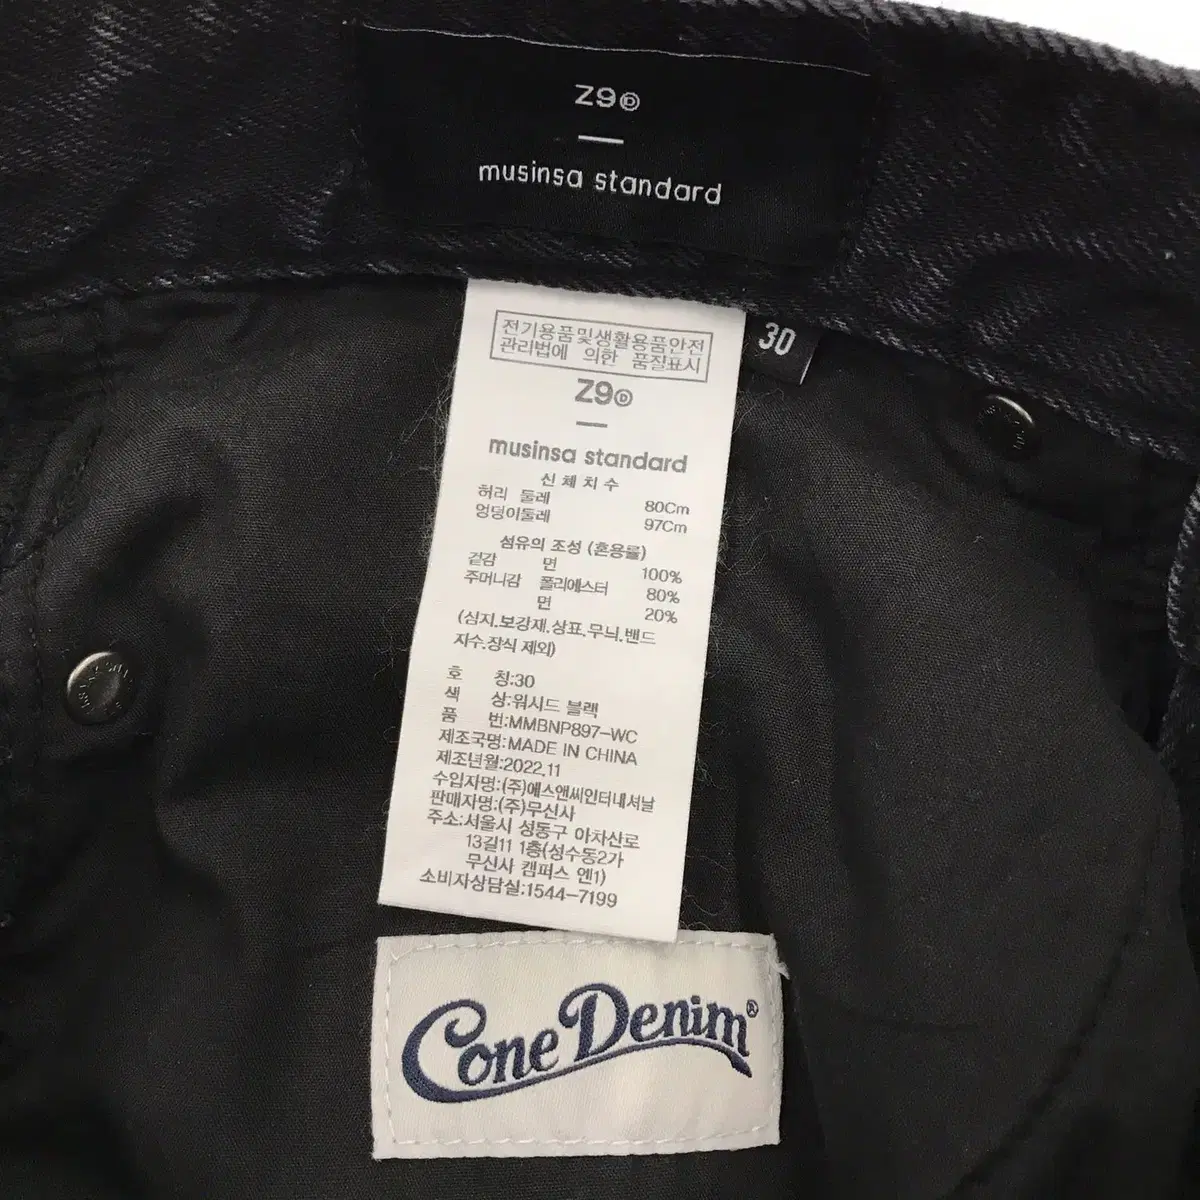 Z9Ⓓ
musinsa standard
30
전기용품및생활용품안전
관리법에 의한 품질표시
Z9Ⓓ
musinsa standard
신 체 치 수
허리 둘레 80Cm
엉덩이둘레 97Cm
섬유의 조성 (혼용률)
겉감 면 100%
주머니감 폴리에스터 80%
면 20%
(심지.보강재.상표.무늬.밴드
자수.장식 제외)
호 칭:30
색 상:워시드 블랙
품 번:MMBNP897-WC
제조국명:MADE IN CHINA
제조년월:2022.11
수입자명:(주)에스앤씨인터내셔날
판매자명:(주)무신사
주소:서울시 성동구 아차산로
13길11 1층(성수동2가
무신사 캠퍼스 엔1)
소비자상담실:1544-7199
Cone Denim®